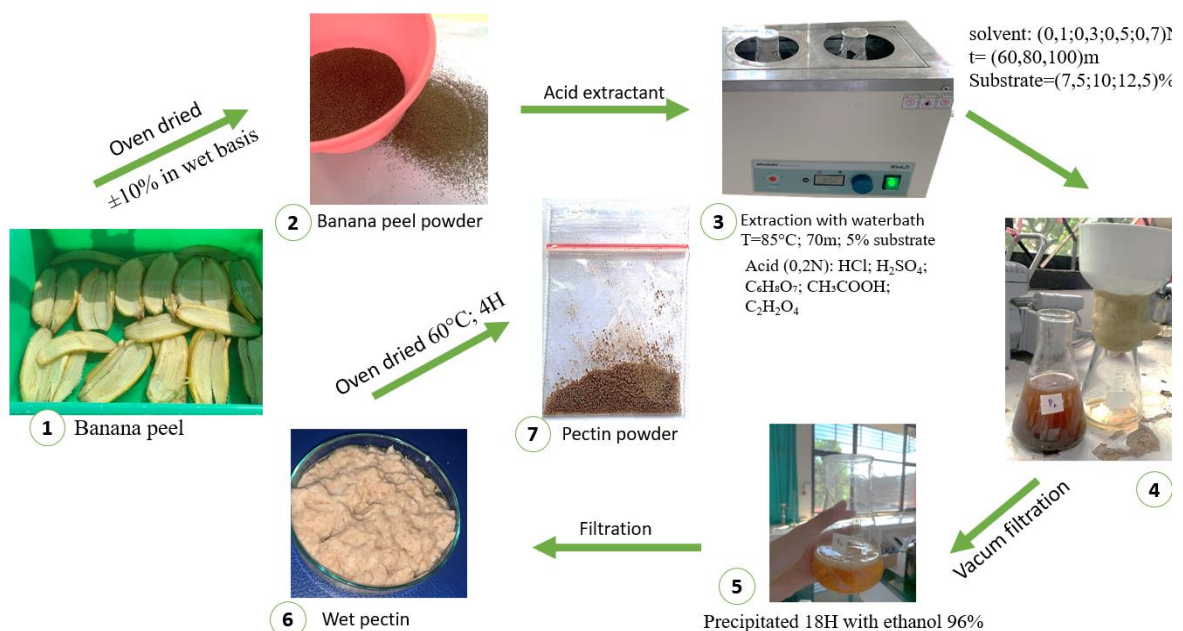 1 Banana peel
Oven dried
±10% in wet basis
2 Banana peel powder
Acid extractant
3 Extraction with waterbath
T=85°C; 70m; 5% substrate
Acid (0,2N): HCl; H₂SO₄;
C₆H₈O₇; CH₃COOH;
C₂H₂O₄
solvent: (0,1;0,3;0,5;0,7)N
t= (60,80,100)m
Substrate=(7,5;10;12,5)%
4
Vacum filtration
5
Precipitated 18H with ethanol 96%
Filtration
6 Wet pectin
Oven dried 60°C; 4H
7 Pectin powder